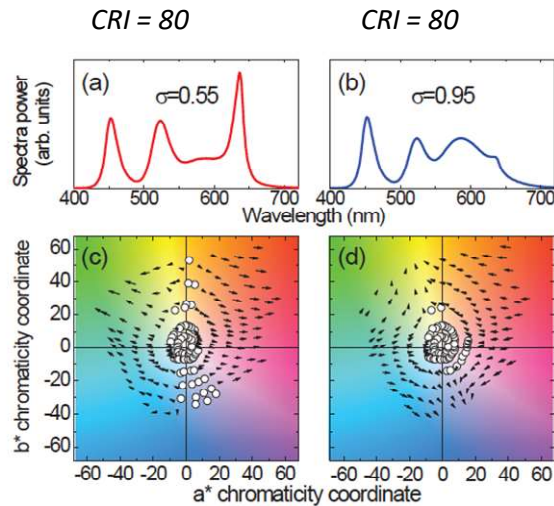 CRI = 80 CRI = 80
(a) σ=0.55
(b) σ=0.95
Spectra power
(arb. units)
400 500 600 700 400 500 600 700
Wavelength (nm)
(c) (d)
60
40
20
0
-20
-40
-60
b* chromaticity coordinate
-60 -40 -20 0 20 40 60 -60 -40 -20 0 20 40 60
a* chromaticity coordinate